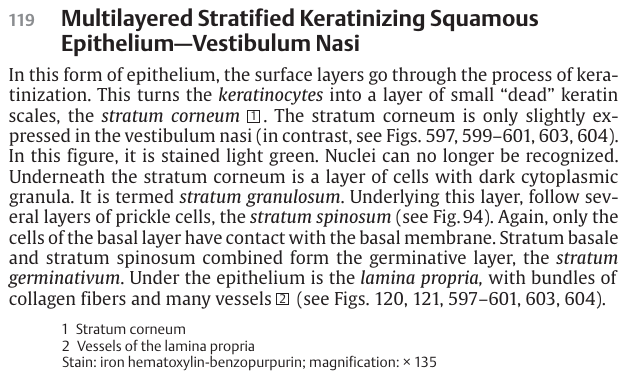 119 Multilayered Stratified Keratinizing Squamous
Epithelium—Vestibulum Nasi
In this form of epithelium, the surface layers go through the process of kera-
tinization. This turns the keratinocytes into a layer of small “dead” keratin
scales, the stratum corneum 1. The stratum corneum is only slightly ex-
pressed in the vestibulum nasi (in contrast, see Figs. 597, 599–601, 603, 604).
In this figure, it is stained light green. Nuclei can no longer be recognized.
Underneath the stratum corneum is a layer of cells with dark cytoplasmic
granula. It is termed stratum granulosum. Underlying this layer, follow sev-
eral layers of prickle cells, the stratum spinosum (see Fig. 94). Again, only the
cells of the basal layer have contact with the basal membrane. Stratum basale
and stratum spinosum combined form the germinative layer, the stratum
germinativum. Under the epithelium is the lamina propria, with bundles of
collagen fibers and many vessels 2 (see Figs. 120, 121, 597–601, 603, 604).
1 Stratum corneum
2 Vessels of the lamina propria
Stain: iron hematoxylin-benzopurpurin; magnification: × 135